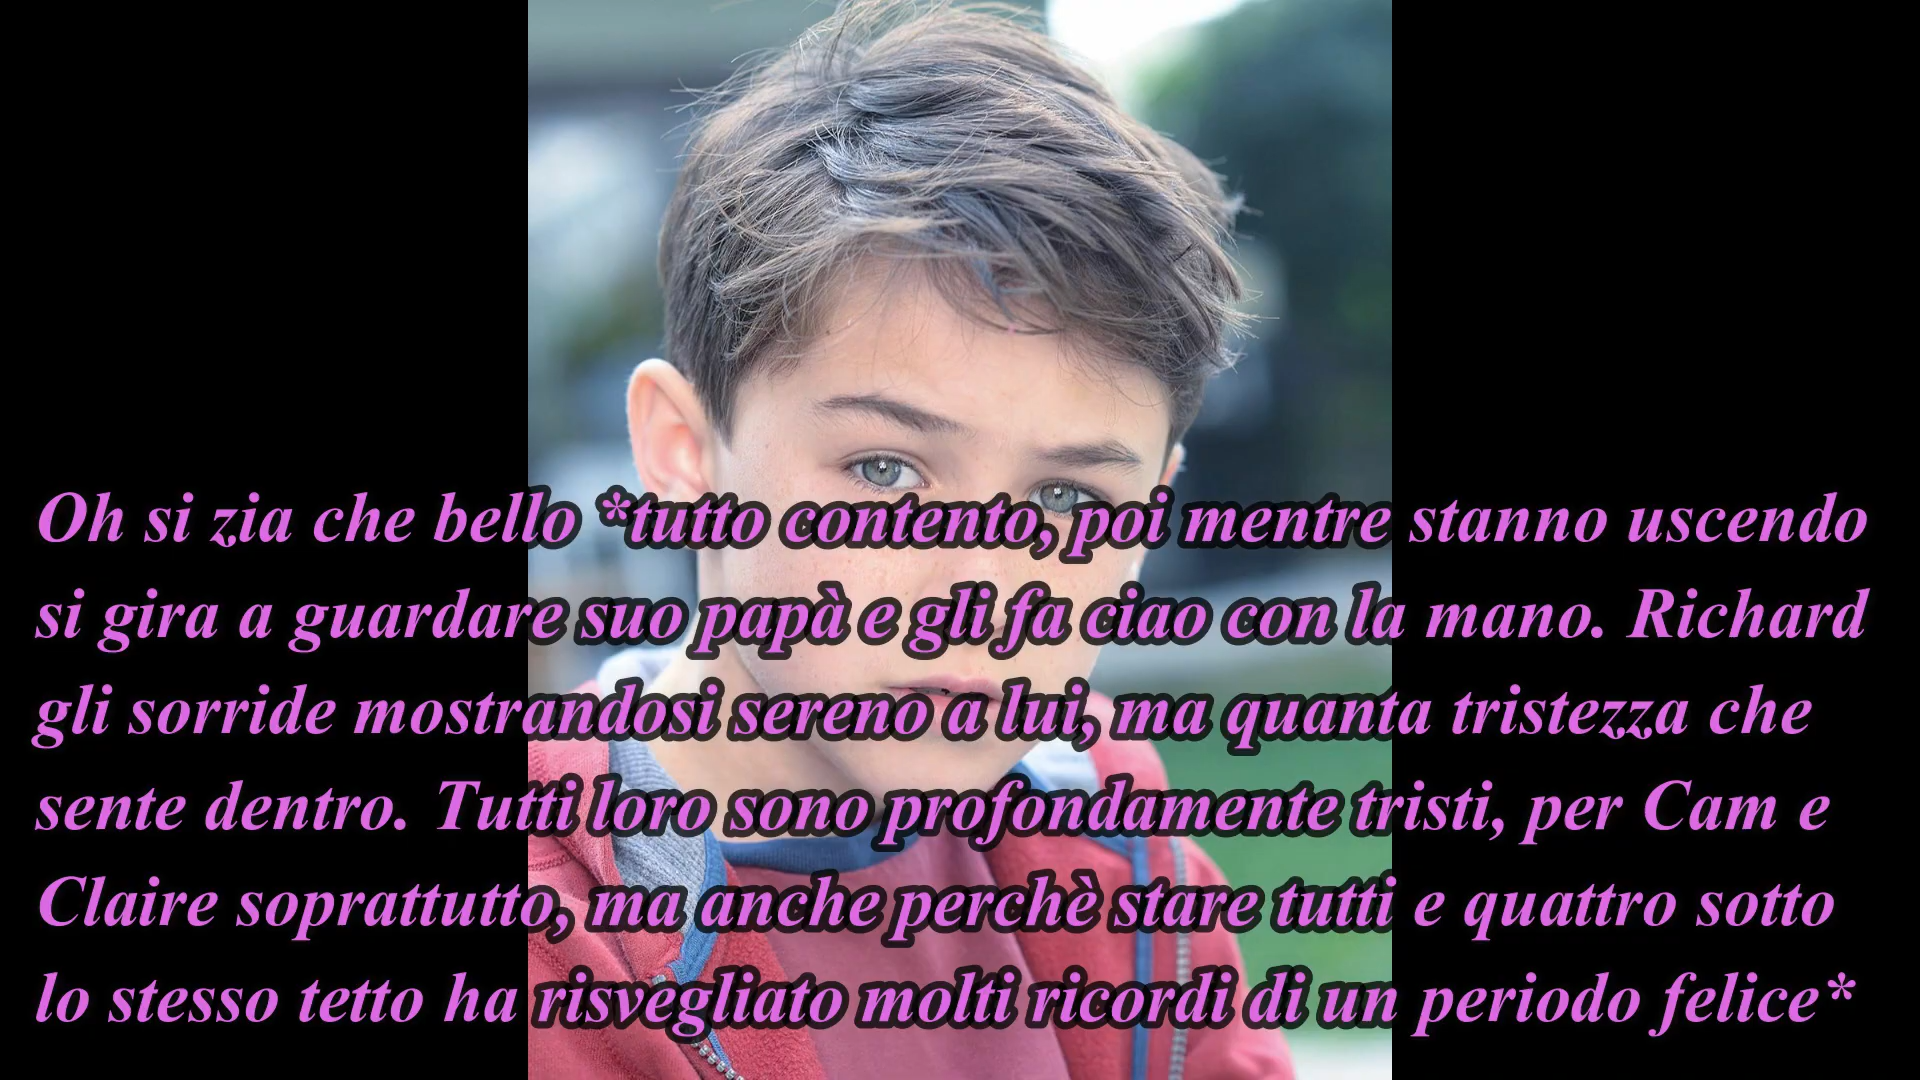 Oh si zia che bello *tutto contento, poi mentre stanno uscendo
si gira a guardare suo papà e gli fa ciao con la mano. Richard
gli sorride mostrandosi sereno a lui, ma quanta tristezza che
sente dentro. Tutti loro sono profondamente tristi, per Cam e
Claire soprattutto, ma anche perchè stare tutti e quattro sotto
lo stesso tetto ha risvegliato molti ricordi di un periodo felice*